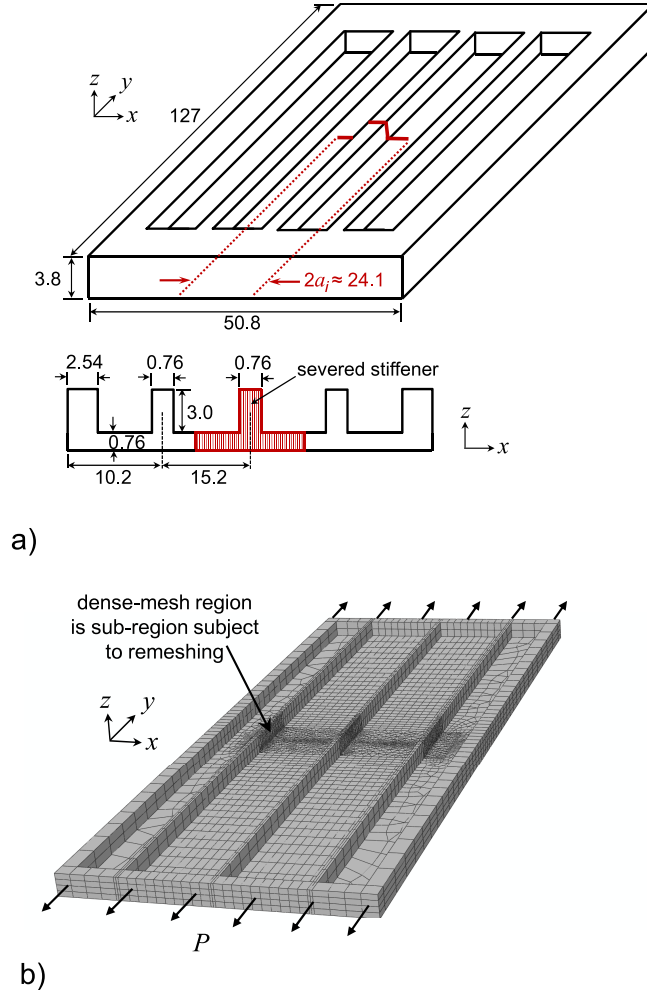 z
y
x
127
3.8
2aᵢ ≈ 24.1
50.8
2.54
0.76
0.76
severed stiffener
3.0
0.76
z
x
10.2
15.2
a)
dense-mesh region
is sub-region subject
to remeshing
z
y
x
P
b)